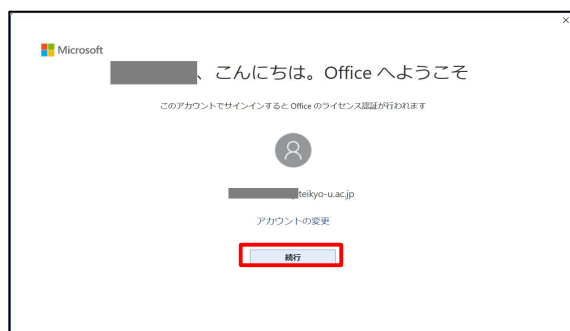 ×
Microsoft
、こんにちは。Office へようこそ
このアカウントでサインインすると Office のライセンス認証が行われます
teikyo-u.ac.jp
アカウントの変更
続行